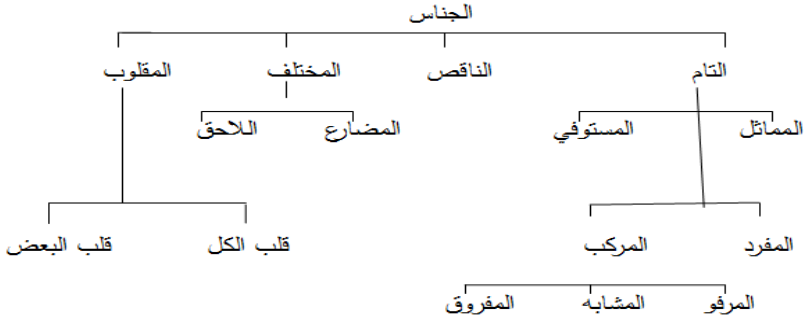 الجناس
التام الناقص المختلف المقلوب
المماثل المستوفي المضارع اللاحق
المفرد المركب قلب الكل قلب البعض
المرفو المشابه المفروق